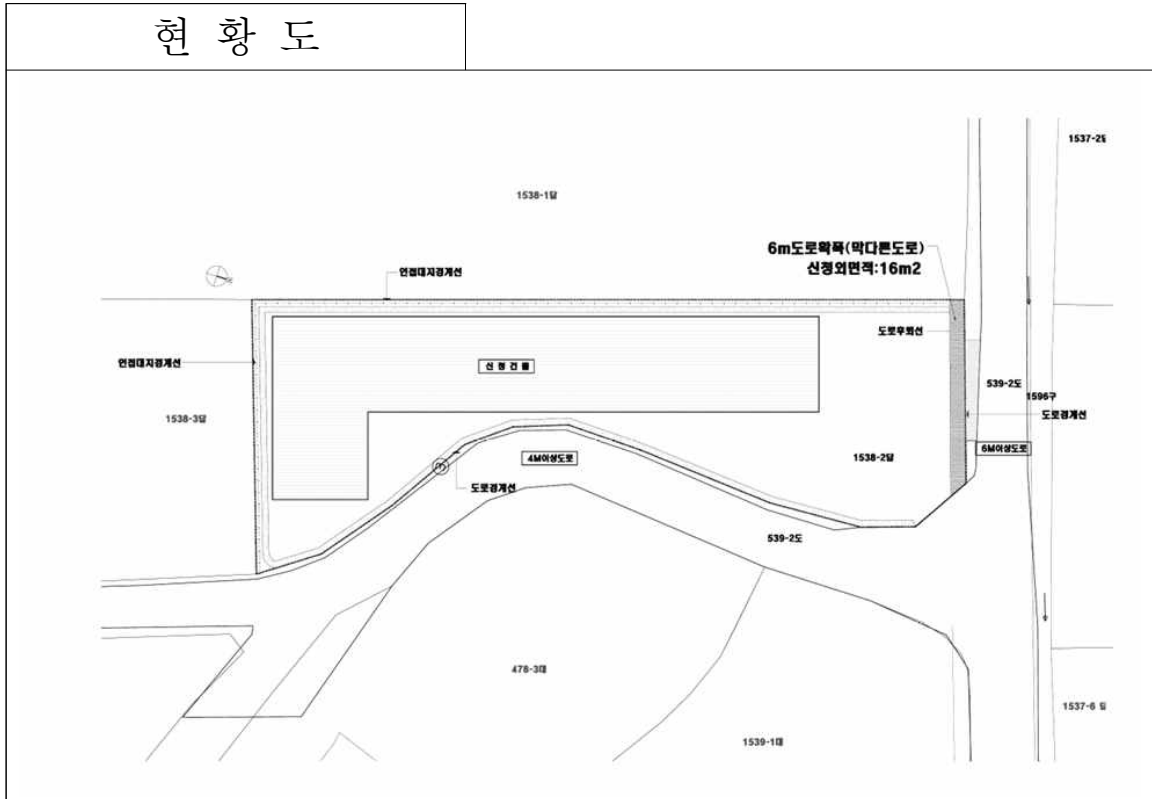 현 황 도
1537-2답
1538-1답
6m도로확폭(막다른도로)
신청외면적:16m2
인접대지경계선
도로후퇴선
인접대지경계선
신 청 건 물
539-2도
1596구
1538-3답
도로경계선
4M이상도로
1538-2답
6M이상도로
도로경계선
539-2도
478-3대
1537-6 답
1539-1대